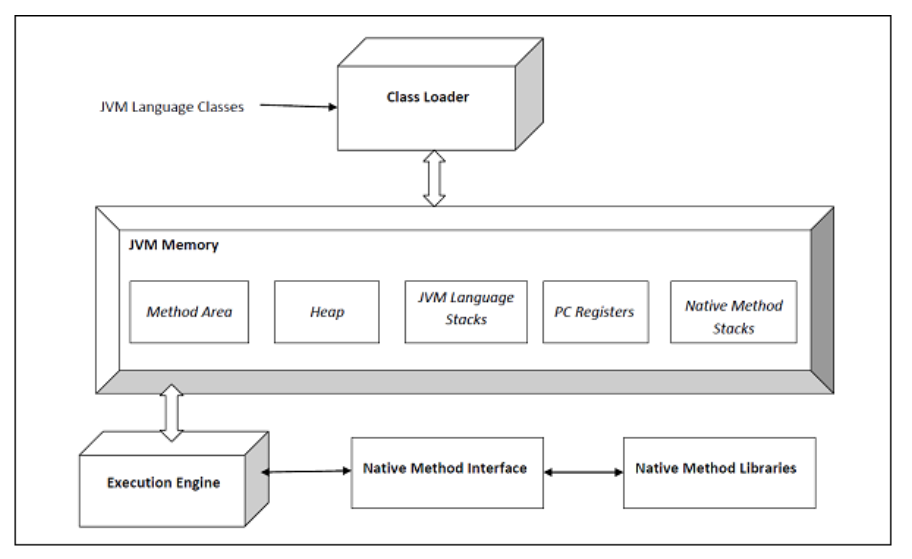 Class Loader
JVM Language Classes
JVM Memory
Method Area
Heap
JVM Language
Stacks
PC Registers
Native Method
Stacks
Execution Engine
Native Method Interface
Native Method Libraries